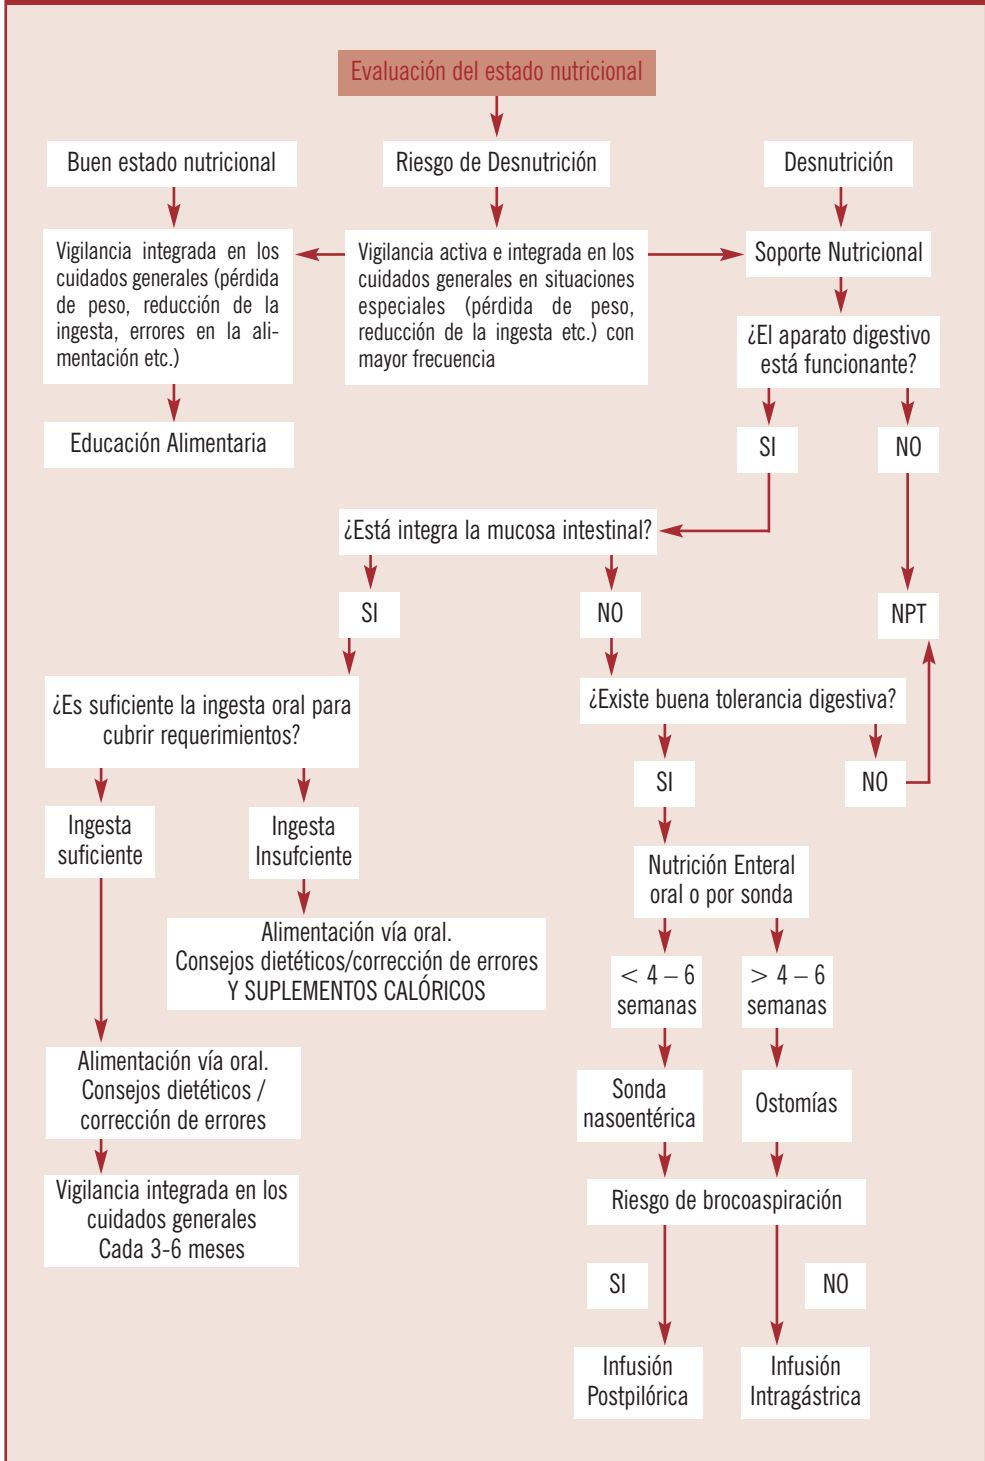 Evaluación del estado nutricional
Buen estado nutricional
Riesgo de Desnutrición
Desnutrición
Vigilancia integrada en los
cuidados generales (pérdida
de peso, reducción de la
ingesta, errores en la ali-
mentación etc.)
Vigilancia activa e integrada en los
cuidados generales en situaciones
especiales (pérdida de peso,
reducción de la ingesta etc.) con
mayor frecuencia
Soporte Nutricional
¿El aparato digestivo
está funcionante?
Educación Alimentaria
SI
NO
¿Está integra la mucosa intestinal?
SI
NO
NPT
¿Es suficiente la ingesta oral para
cubrir requerimientos?
¿Existe buena tolerancia digestiva?
SI
NO
Ingesta
suficiente
Ingesta
Insufciente
Nutrición Enteral
oral o por sonda
Alimentación vía oral.
Consejos dietéticos/corrección de errores
Y SUPLEMENTOS CALÓRICOS
< 4 – 6
semanas
> 4 – 6
semanas
Alimentación vía oral.
Consejos dietéticos /
corrección de errores
Sonda
nasoentérica
Ostomías
Vigilancia integrada en los
cuidados generales
Cada 3-6 meses
Riesgo de brocoaspiración
SI
NO
Infusión
Postpilórica
Infusión
Intragástrica